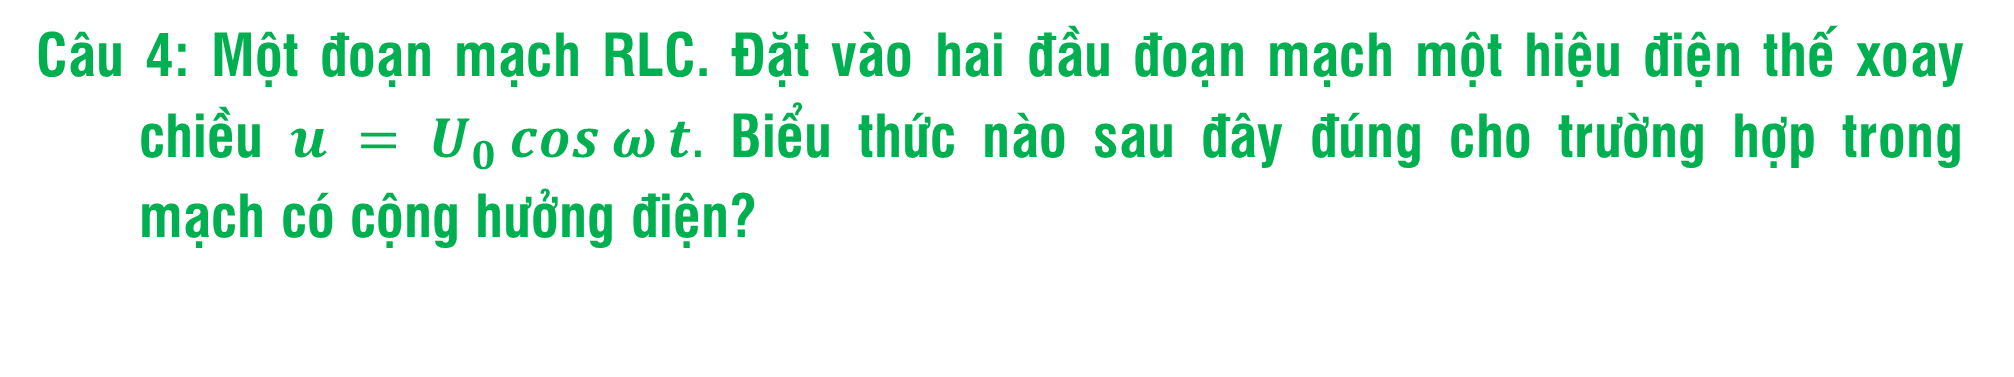 Câu 4: Một đoạn mạch RLC. Đặt vào hai đầu đoạn mạch một hiệu điện thế xoay
chiều u = U₀ cos ω t. Biểu thức nào sau đây đúng cho trường hợp trong
mạch có cộng hưởng điện?